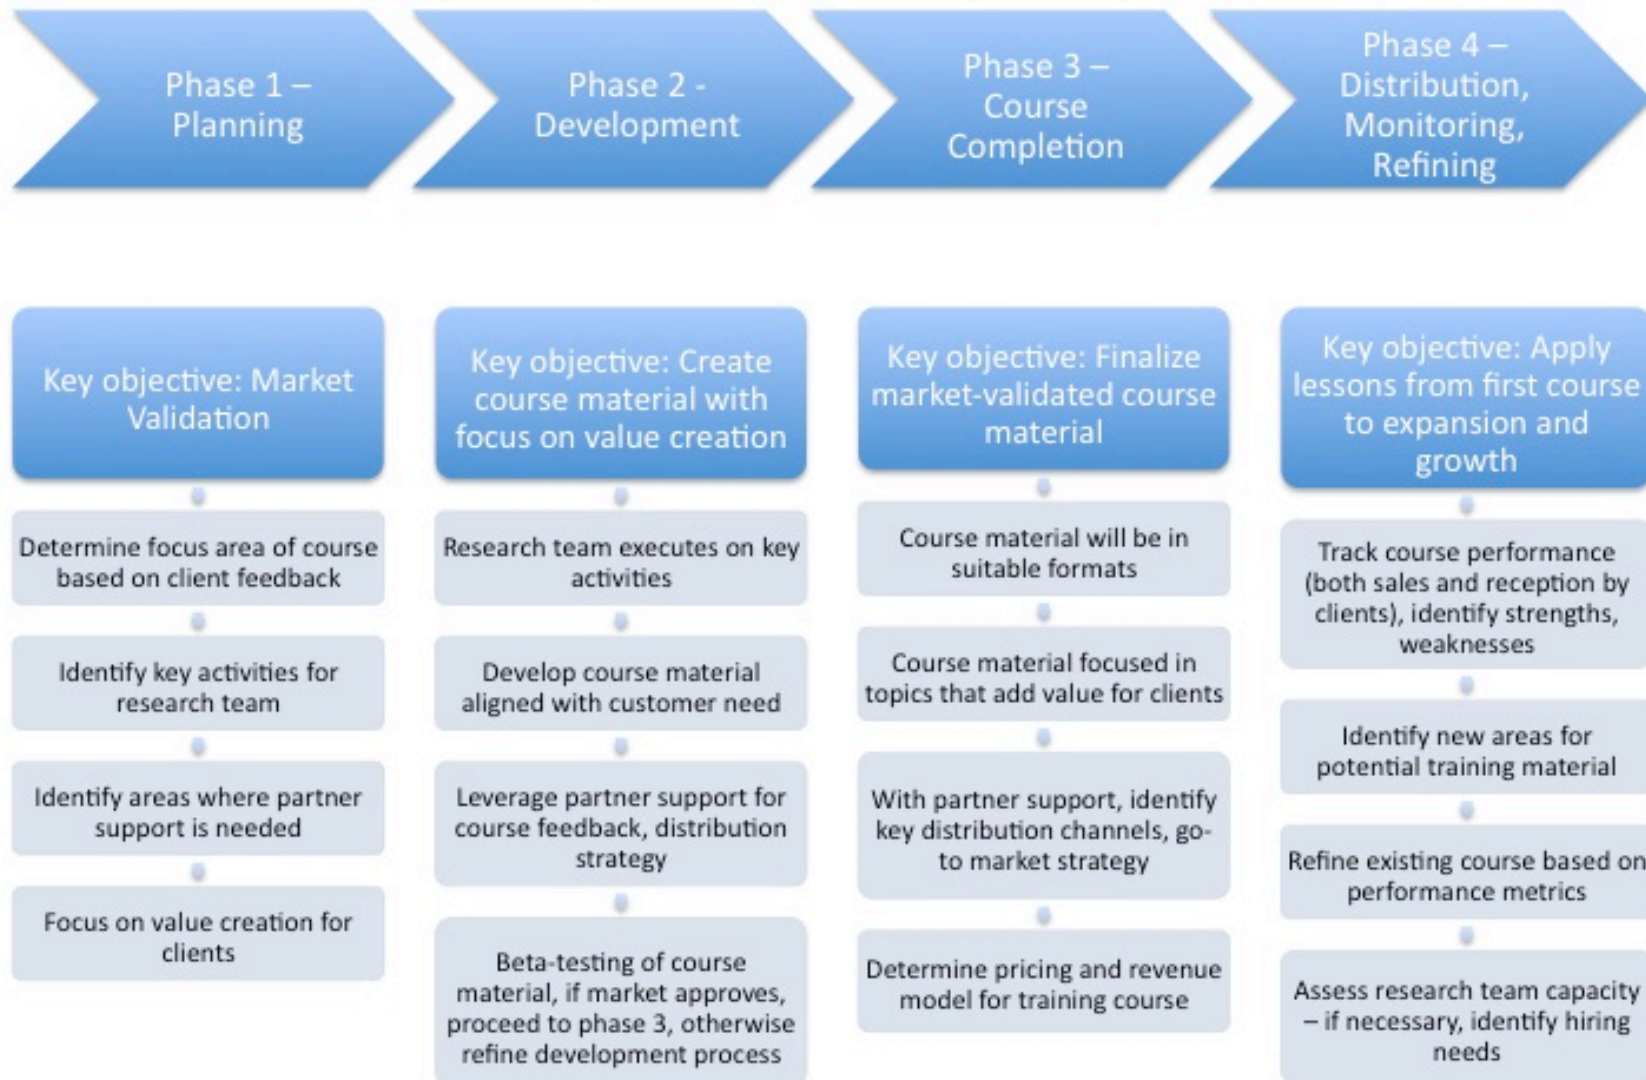 Phase 1 –
Planning
Phase 2 -
Development
Phase 3 –
Course
Completion
Phase 4 –
Distribution,
Monitoring,
Refining
Key objective: Market
Validation
Determine focus area of course
based on client feedback
Identify key activities for
research team
Identify areas where partner
support is needed
Focus on value creation for
clients
Key objective: Create
course material with
focus on value creation
Research team executes on key
activities
Develop course material
aligned with customer need
Leverage partner support for
course feedback, distribution
strategy
Beta-testing of course
material, if market approves,
proceed to phase 3, otherwise
refine development process
Key objective: Finalize
market-validated course
material
Course material will be in
suitable formats
Course material focused in
topics that add value for clients
With partner support, identify
key distribution channels, go-
to market strategy
Determine pricing and revenue
model for training course
Key objective: Apply
lessons from first course
to expansion and
growth
Track course performance
(both sales and reception by
clients), identify strengths,
weaknesses
Identify new areas for
potential training material
Refine existing course based on
performance metrics
Assess research team capacity
– if necessary, identify hiring
needs